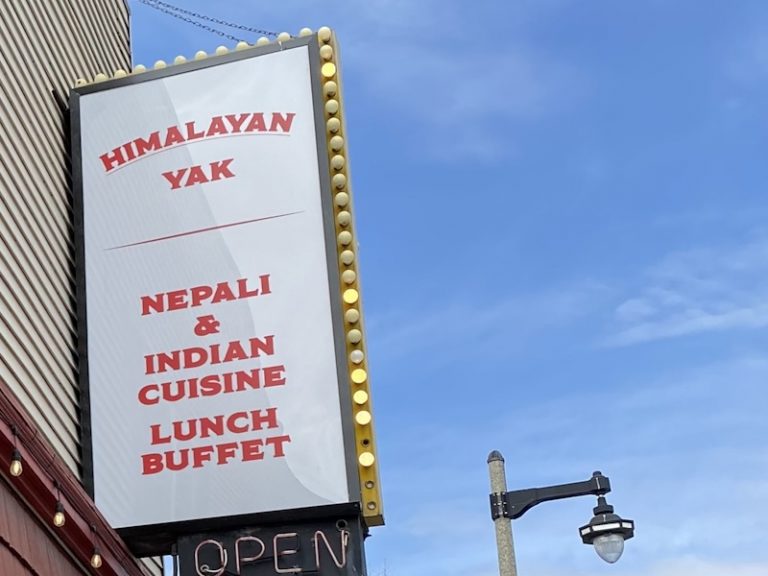 HIMALAYAN
YAK
NEPALI
&
INDIAN
CUISINE
LUNCH
BUFFET
OPEN